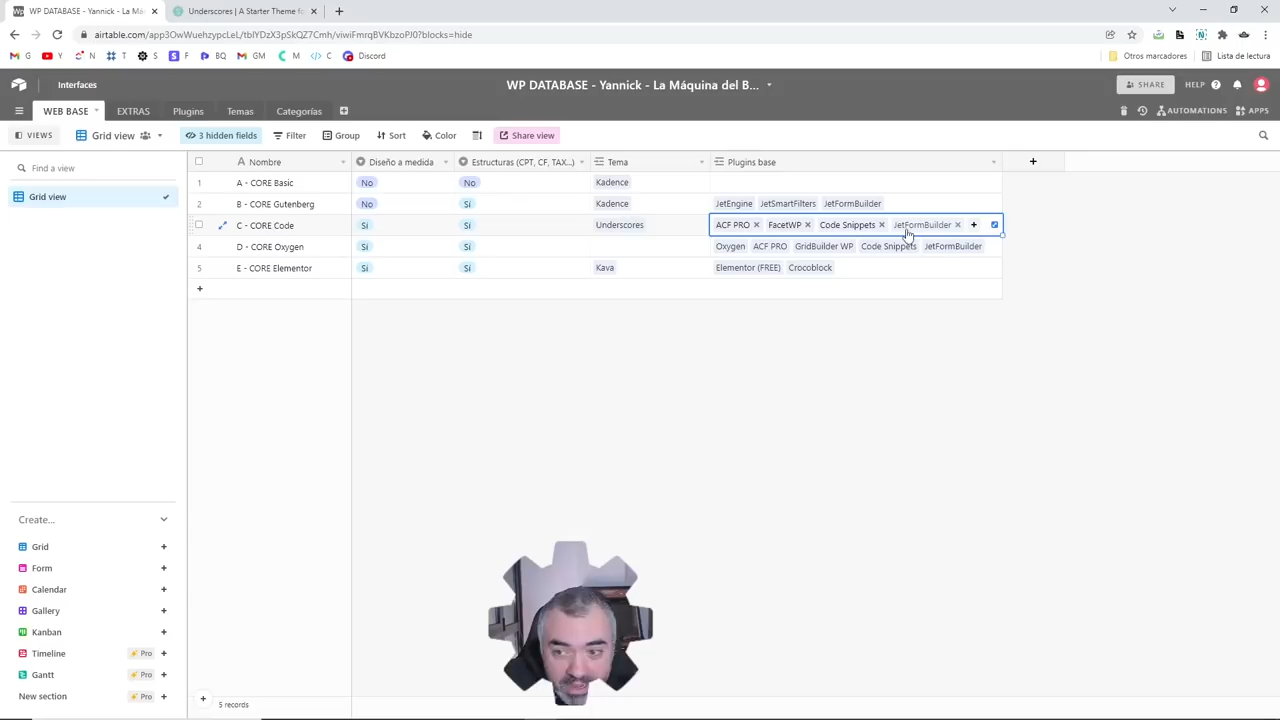 WP DATABASE - Yannick - La Má
Underscores | A Starter Theme fo
airtable.com/app3OwWuehzypcLeL/tblYDzX3pSkQZ7Cmh/viwiFmrqBVKbzoPJ0?blocks=hide
G Y N T S F BQ GM M C Discord
Otros marcadores Lista de lectura
Interfaces
WP DATABASE - Yannick - La Máquina del B...
SHARE HELP
WEB BASE EXTRAS Plugins Temas Categorías
AUTOMATIONS APPS
VIEWS Grid view 3 hidden fields Filter Group Sort Color Share view
Find a view
Grid view
Nombre Diseño a medida Estructuras (CPT, CF, TAX...) Tema Plugins base
1 A - CORE Basic No No Kadence
2 B - CORE Gutenberg No Sí Kadence JetEngine JetSmartFilters JetFormBuilder
C - CORE Code Sí Sí Underscores ACF PRO FacetWP Code Snippets JetFormBuilder
4 D - CORE Oxygen Sí Sí Oxygen ACF PRO GridBuilder WP Code Snippets JetFormBuilder
5 E - CORE Elementor Sí Sí Kava Elementor (FREE) Crocoblock
Create...
Grid
Form
Calendar
Gallery
Kanban
Timeline Pro
Gantt Pro
New section Pro
5 records